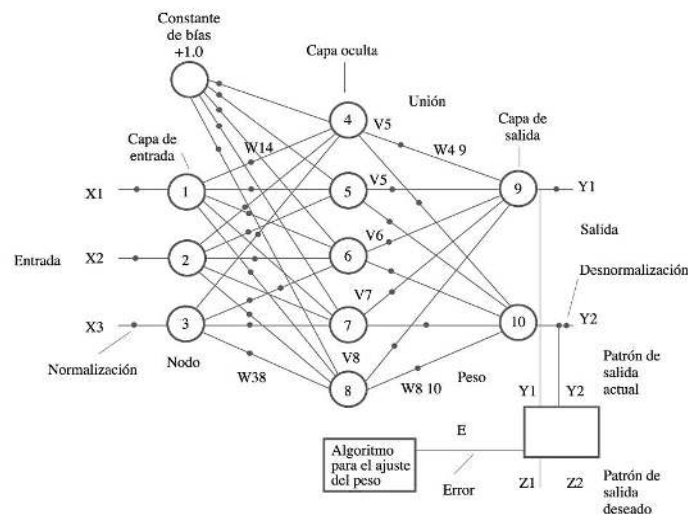 Constante
de bías
+1.0
Capa oculta
Unión
4
V5
Capa de
entrada
W14
W4 9
Capa de
salida
X1
1
5
V5
9
Y1
Entrada
X2
2
6
V6
Salida
Desnormalización
X3
3
7
V7
10
Y2
Normalización
Nodo
W38
V8
8
W8 10
Peso
Y1
Y2
Patrón de
salida
actual
E
Algoritmo
para el ajuste
del peso
Error
Z1
Z2
Patrón de
salida
deseado